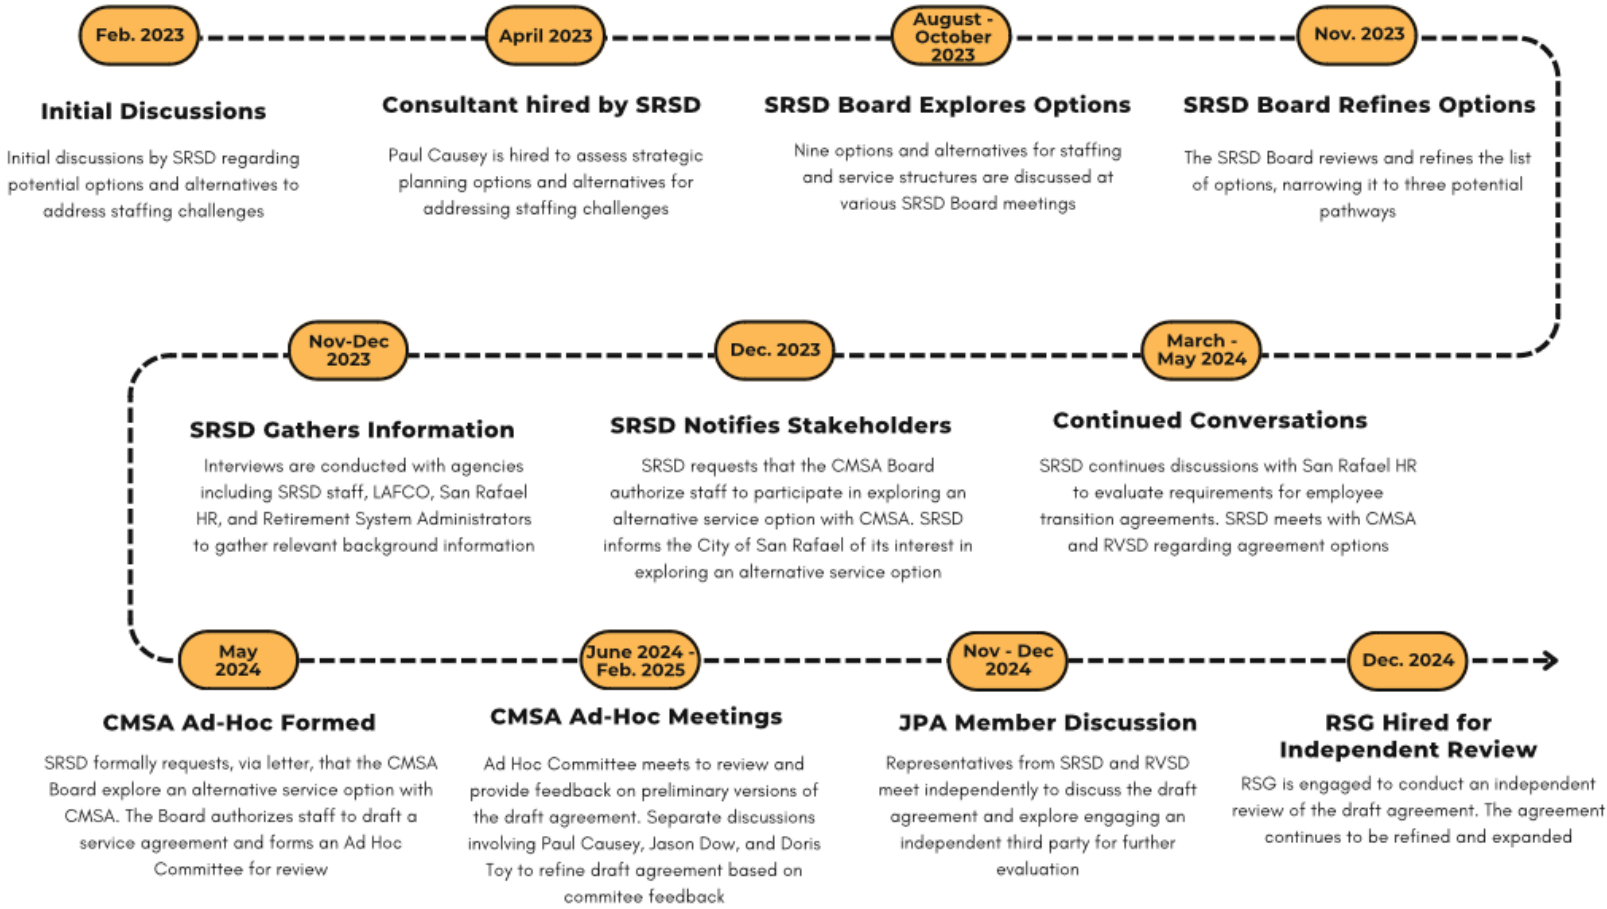 Feb. 2023
Initial Discussions
Initial discussions by SRSD regarding
potential options and alternatives to
address staffing challenges
April 2023
Consultant hired by SRSD
Paul Causey is hired to assess strategic
planning options and alternatives for
addressing staffing challenges
August -
October
2023
SRSD Board Explores Options
Nine options and alternatives for staffing
and service structures are discussed at
various SRSD Board meetings
Nov. 2023
SRSD Board Refines Options
The SRSD Board reviews and refines the list
of options, narrowing it to three potential
pathways
Nov-Dec
2023
SRSD Gathers Information
Interviews are conducted with agencies
including SRSD staff, LAFCO, San Rafael
HR, and Retirement System Administrators
to gather relevant background information
Dec. 2023
SRSD Notifies Stakeholders
SRSD requests that the CMSA Board
authorize staff to participate in exploring an
alternative service option with CMSA. SRSD
informs the City of San Rafael of its interest in
exploring an alternative service option
March -
May 2024
Continued Conversations
SRSD continues discussions with San Rafael HR
to evaluate requirements for employee
transition agreements. SRSD meets with CMSA
and RVSD regarding agreement options
May
2024
CMSA Ad-Hoc Formed
SRSD formally requests, via letter, that the CMSA
Board explore an alternative service option with
CMSA. The Board authorizes staff to draft a
service agreement and forms an Ad Hoc
Committee for review
June 2024 -
Feb. 2025
CMSA Ad-Hoc Meetings
Ad Hoc Committee meets to review and
provide feedback on preliminary versions of
the draft agreement. Separate discussions
involving Paul Causey, Jason Dow, and Doris
Toy to refine draft agreement based on
commitee feedback
Nov - Dec
2024
JPA Member Discussion
Representatives from SRSD and RVSD
meet independently to discuss the draft
agreement and explore engaging an
independent third party for further
evaluation
Dec. 2024
RSG Hired for
Independent Review
RSG is engaged to conduct an independent
review of the draft agreement. The agreement
continues to be refined and expanded